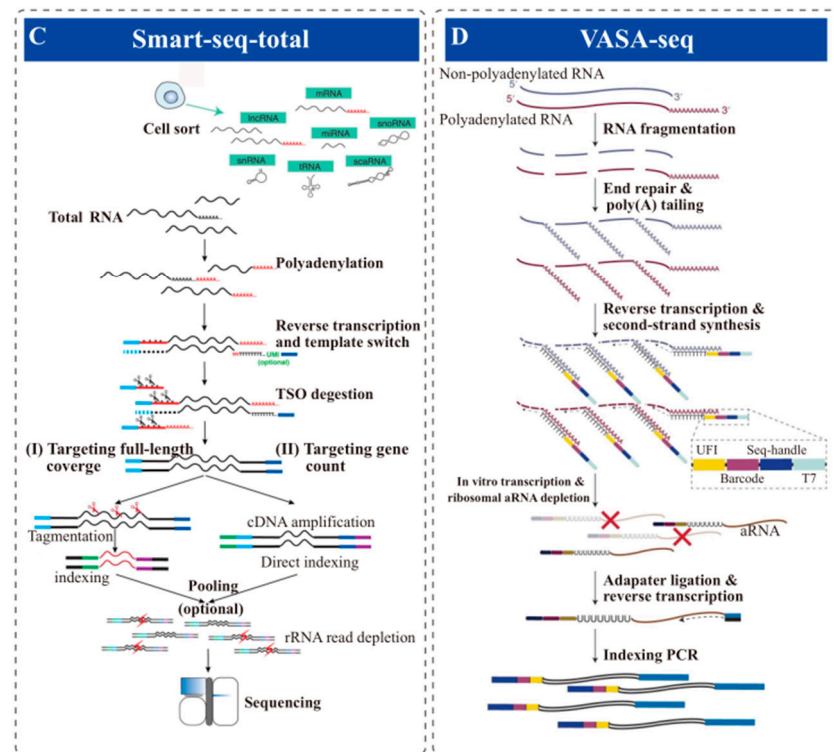 C
Smart-seq-total
mRNA
lncRNA
snoRNA
miRNA
Cell sort
snRNA
tRNA
scaRNA
Total RNA
Polyadenylation
Reverse transcription
and template switch
UMI
(optional)
TSO degestion
(I) Targeting full-length
coverge
(II) Targeting gene
count
Tagmentation
cDNA amplification
indexing
Direct indexing
Pooling
(optional)
rRNA read depletion
Sequencing
D
VASA-seq
Non-polyadenylated RNA
5′
3′
5′
3′
Polyadenylated RNA
RNA fragmentation
End repair &
poly(A) tailing
Reverse transcription &
second-strand synthesis
UFI
Seq-handle
Barcode
T7
In vitro transcription &
ribosomal aRNA depletion
aRNA
Adapater ligation &
reverse transcription
Indexing PCR